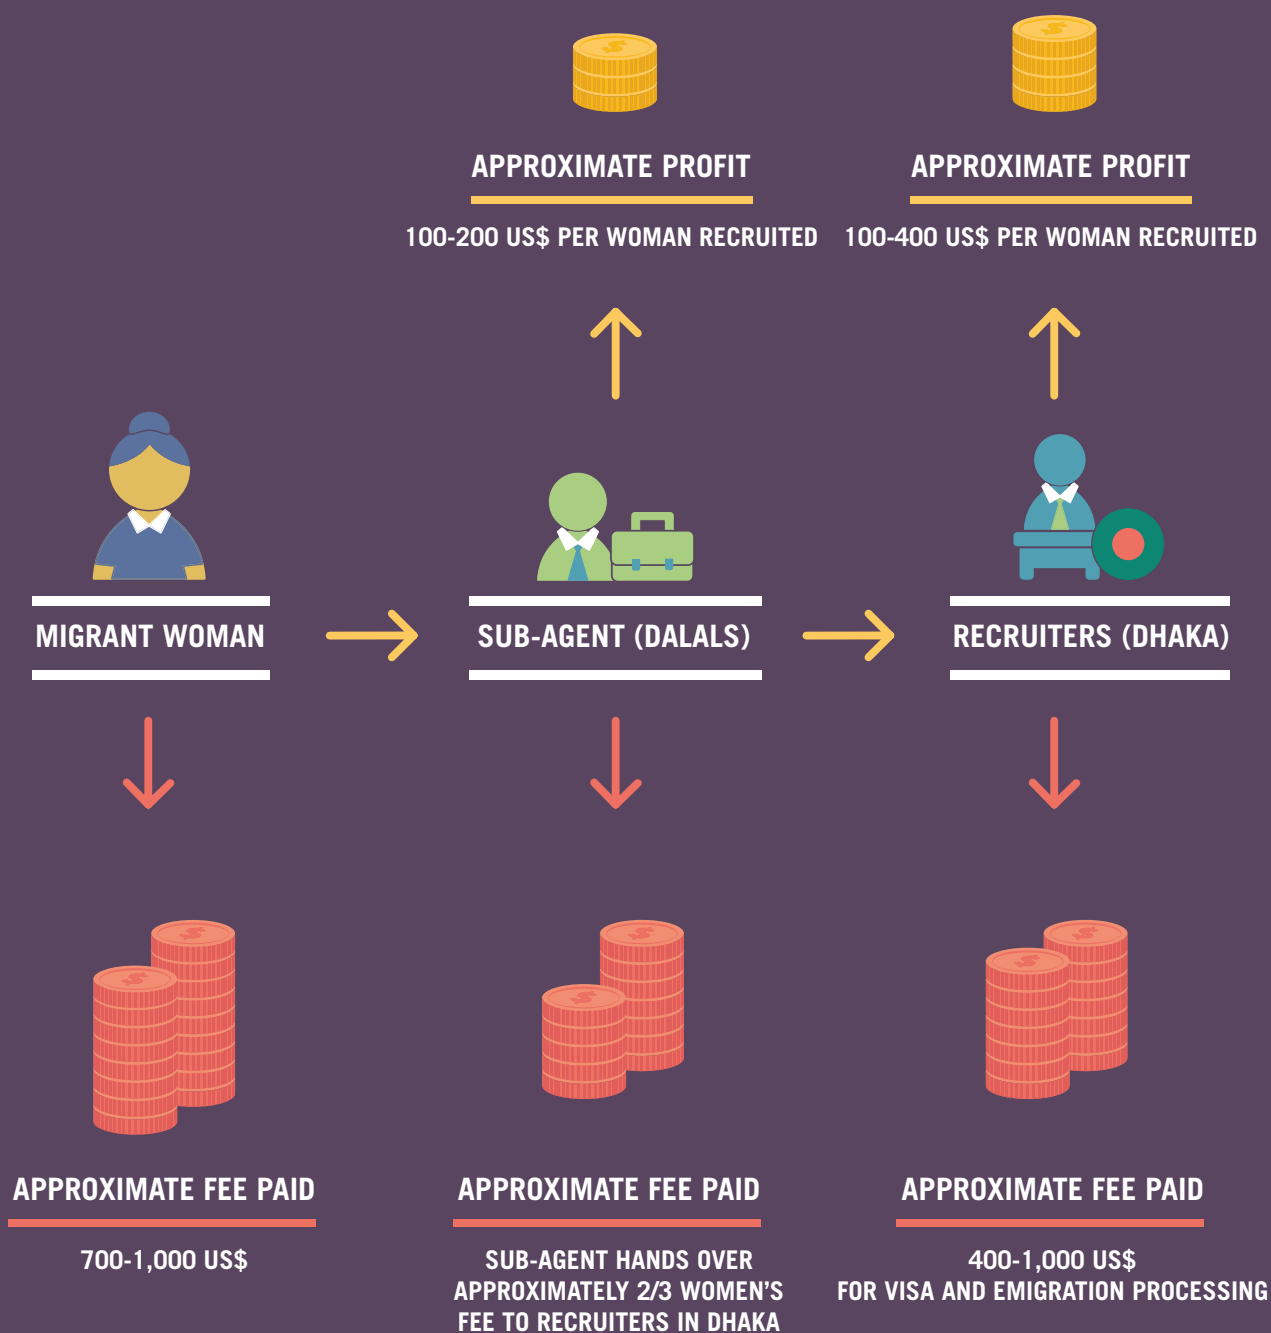 APPROXIMATE PROFIT
100-200 US$ PER WOMAN RECRUITED
APPROXIMATE PROFIT
100-400 US$ PER WOMAN RECRUITED
MIGRANT WOMAN
SUB-AGENT (DALALS)
RECRUITERS (DHAKA)
APPROXIMATE FEE PAID
700-1,000 US$
APPROXIMATE FEE PAID
SUB-AGENT HANDS OVER
APPROXIMATELY 2/3 WOMEN'S
FEE TO RECRUITERS IN DHAKA
APPROXIMATE FEE PAID
400-1,000 US$
FOR VISA AND EMIGRATION PROCESSING